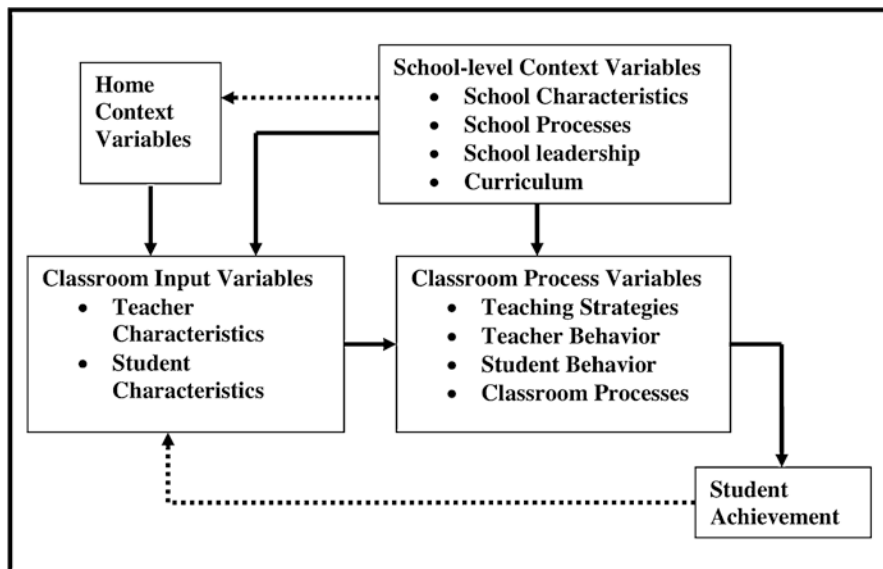 Home
Context
Variables
School-level Context Variables
• School Characteristics
• School Processes
• School leadership
• Curriculum
Classroom Input Variables
• Teacher
Characteristics
• Student
Characteristics
Classroom Process Variables
• Teaching Strategies
• Teacher Behavior
• Student Behavior
• Classroom Processes
Student
Achievement